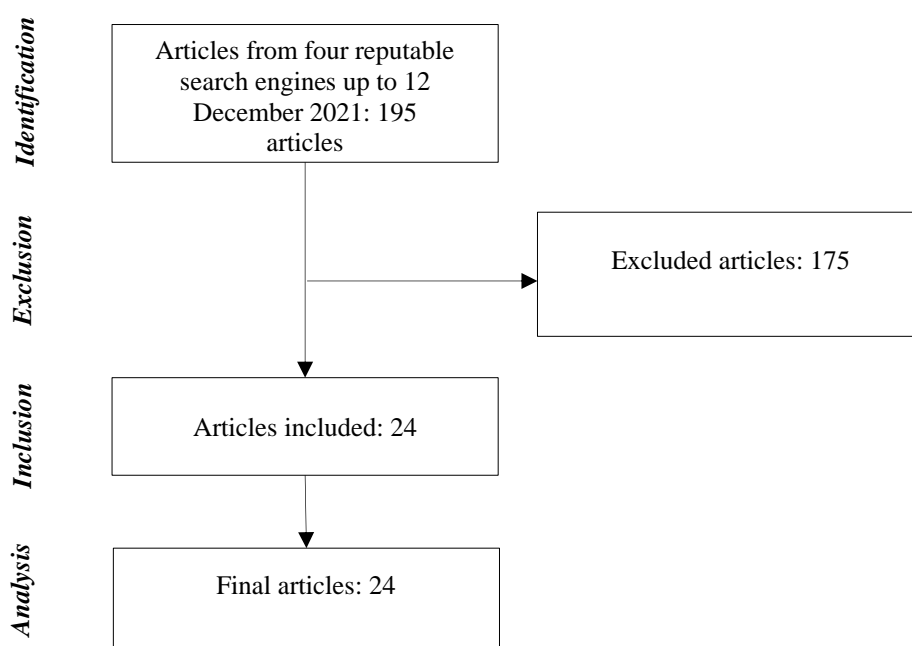 Identification
Articles from four reputable
search engines up to 12
December 2021: 195
articles
Exclusion
Excluded articles: 175
Inclusion
Articles included: 24
Analysis
Final articles: 24